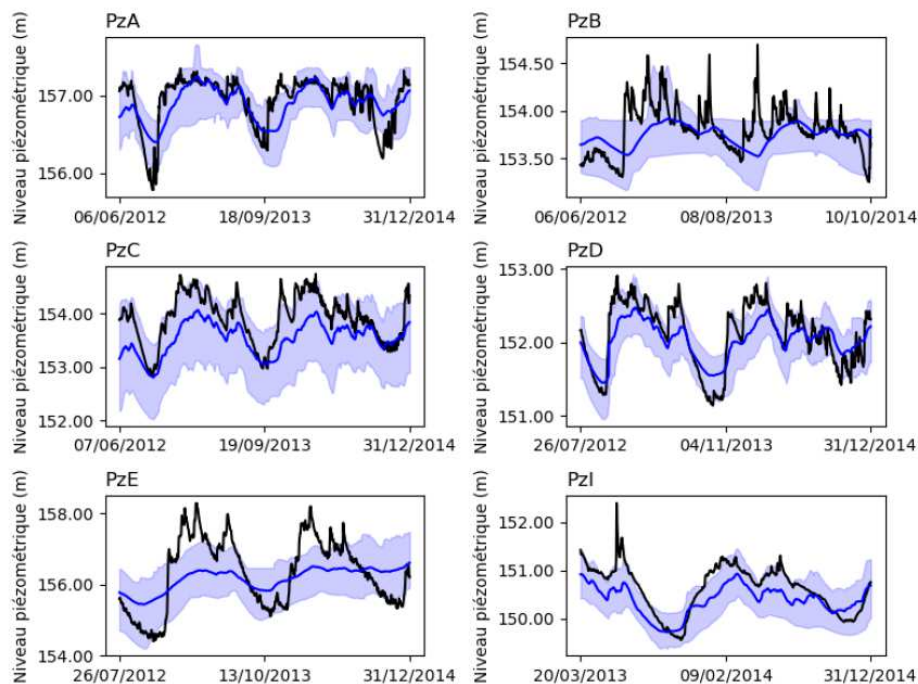 PzA
Niveau piézométrique (m)
157.00
156.00
06/06/2012 18/09/2013 31/12/2014
PzB
Niveau piézométrique (m)
154.50
154.00
153.50
06/06/2012 08/08/2013 10/10/2014
PzC
Niveau piézométrique (m)
154.00
153.00
152.00
07/06/2012 19/09/2013 31/12/2014
PzD
Niveau piézométrique (m)
153.00
152.00
151.00
26/07/2012 04/11/2013 31/12/2014
PzE
Niveau piézométrique (m)
158.00
156.00
154.00
26/07/2012 13/10/2013 31/12/2014
PzI
Niveau piézométrique (m)
152.00
151.00
150.00
20/03/2013 09/02/2014 31/12/2014